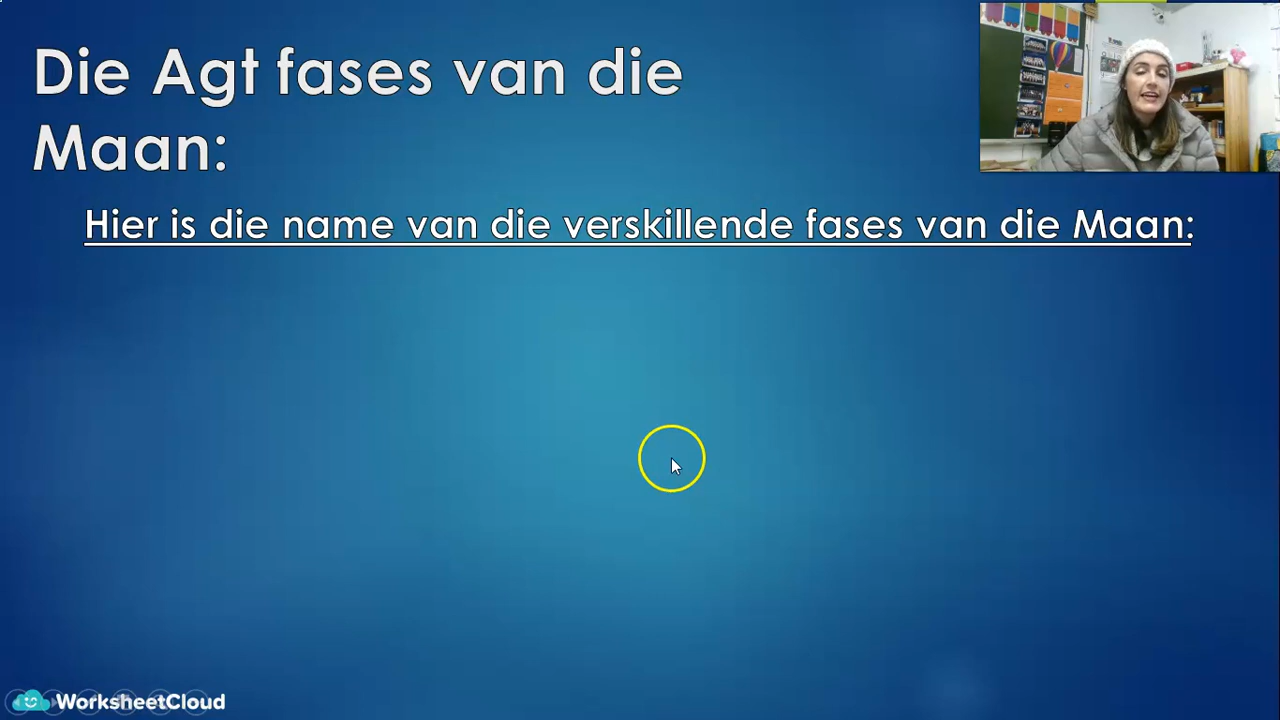 Die Agt fases van die
Maan:
Hier is die name van die verskillende fases van die Maan:
WorksheetCloud